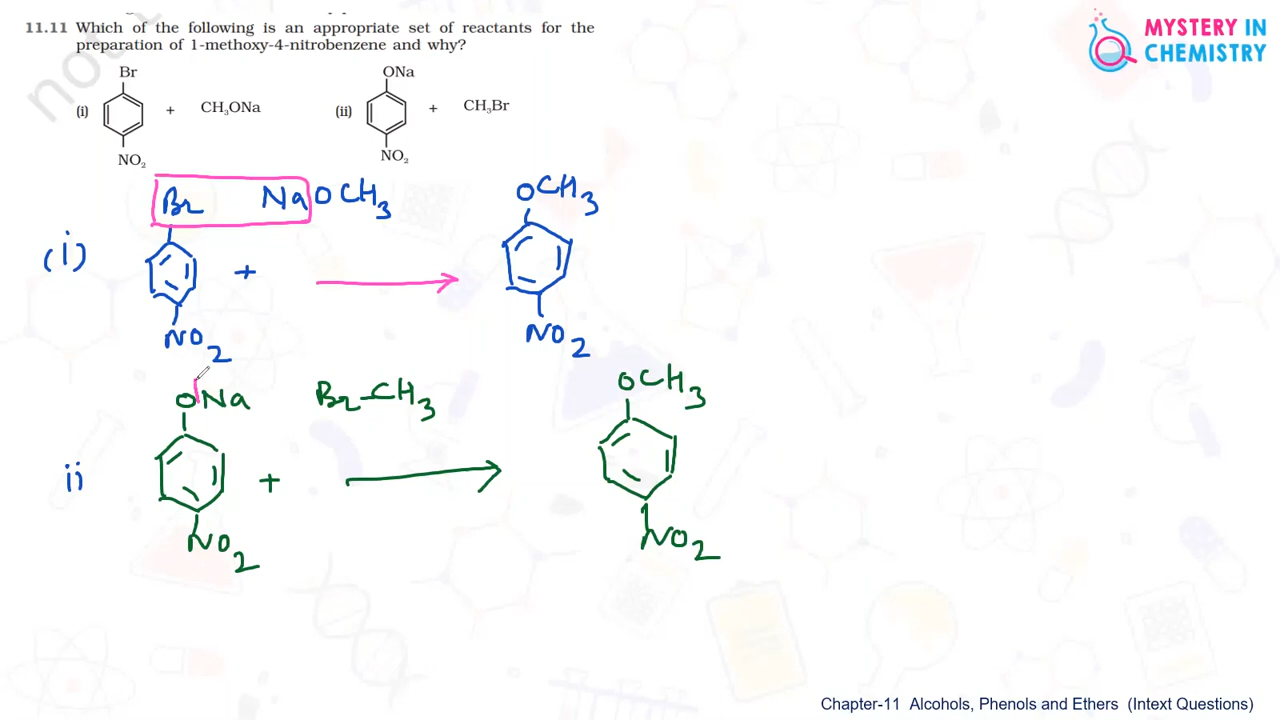 11.11 Which of the following is an appropriate set of reactants for the
preparation of 1-methoxy-4-nitrobenzene and why?
MYSTERY IN
CHEMISTRY
not
Br
ONa
(i) + CH₃ONa
(ii) + CH₃Br
NO₂
NO₂
Br NaOCH₃
OCH₃
(i) +
NO₂
NO₂
ONa Br-CH₃
OCH₃
ii +
NO₂
NO₂
Chapter-11 Alcohols, Phenols and Ethers (Intext Questions)